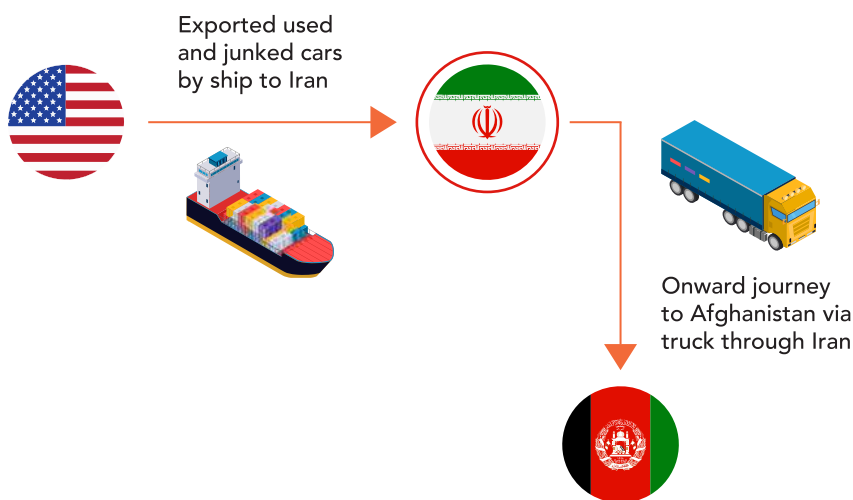 Exported used
and junked cars
by ship to Iran
Onward journey
to Afghanistan via
truck through Iran